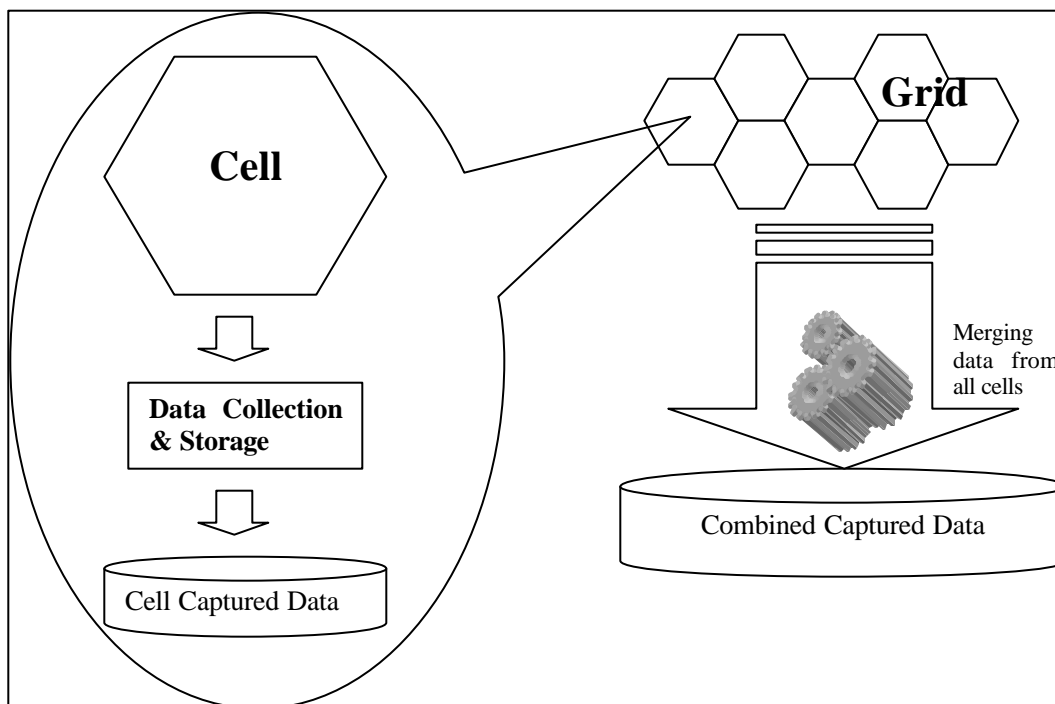 Cell
Data Collection
& Storage
Cell Captured Data
Grid
Merging
data from
all cells
Combined Captured Data